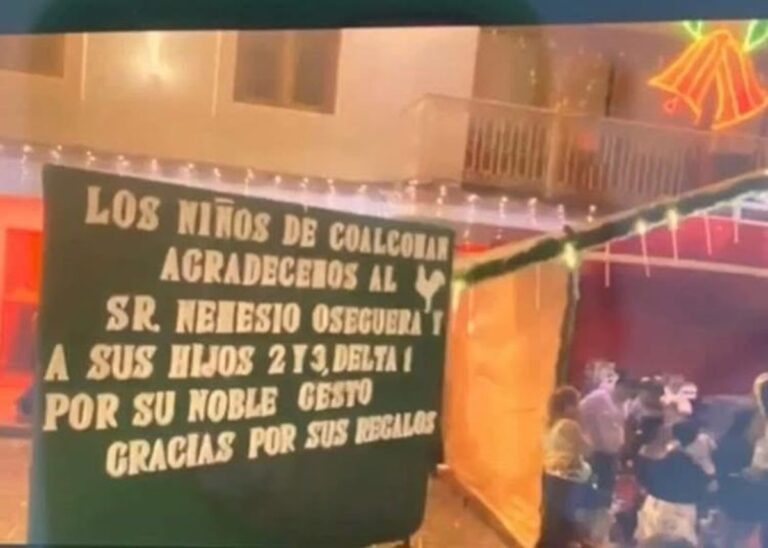 LOS NIÑOS DE COALCOMAN
AGRADECEMOS AL
SR. NEMESIO OSEGUERA Y
A SUS HIJOS 2 Y 3, DELTA 1
POR SU NOBLE GESTO
GRACIAS POR SUS REGALOS